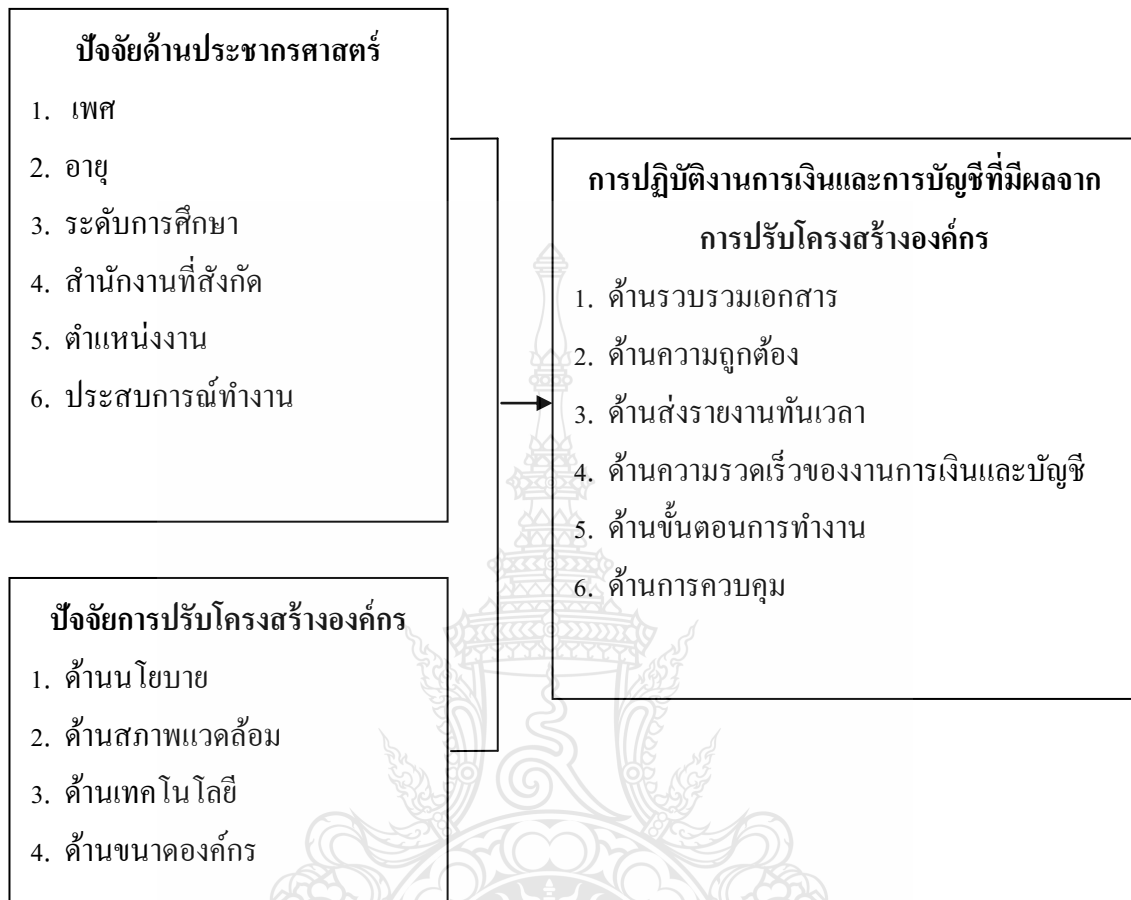 ปัจจัยด้านประชากรศาสตร์
1. เพศ
2. อายุ
3. ระดับการศึกษา
4. สำนักงานที่สังกัด
5. ตำแหน่งงาน
6. ประสบการณ์ทำงาน
ปัจจัยการปรับโครงสร้างองค์กร
1. ด้านนโยบาย
2. ด้านสภาพแวดล้อม
3. ด้านเทคโนโลยี
4. ด้านขนาดองค์กร
การปฏิบัติงานการเงินและการบัญชีที่มีผลจาก
การปรับโครงสร้างองค์กร
1. ด้านรวบรวมเอกสาร
2. ด้านความถูกต้อง
3. ด้านส่งรายงานทันเวลา
4. ด้านความรวดเร็วของงานการเงินและบัญชี
5. ด้านขั้นตอนการทำงาน
6. ด้านการควบคุม